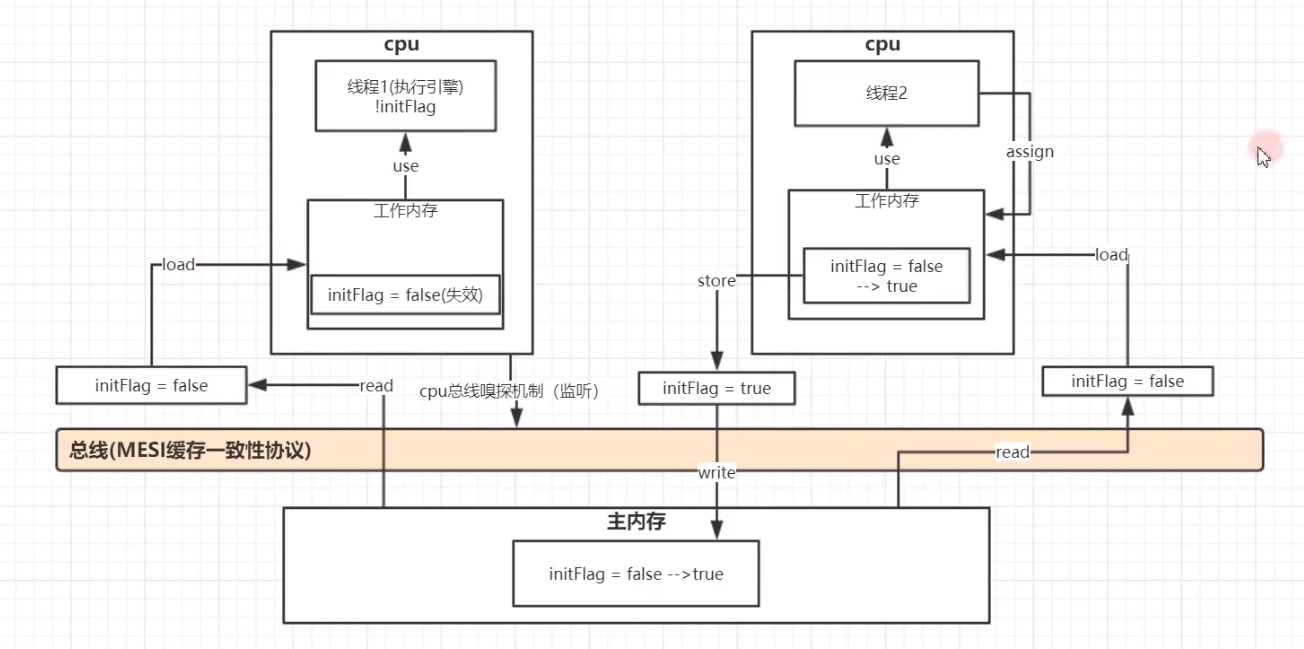 cpu
线程1(执行引擎)
!initFlag
use
工作内存
initFlag = false(失效)
load
initFlag = false
read
cpu总线嗅探机制（监听）
cpu
线程2
use
assign
工作内存
initFlag = false
--> true
store
load
initFlag = true
initFlag = false
总线(MESI缓存一致性协议)
write
read
主内存
initFlag = false -->true